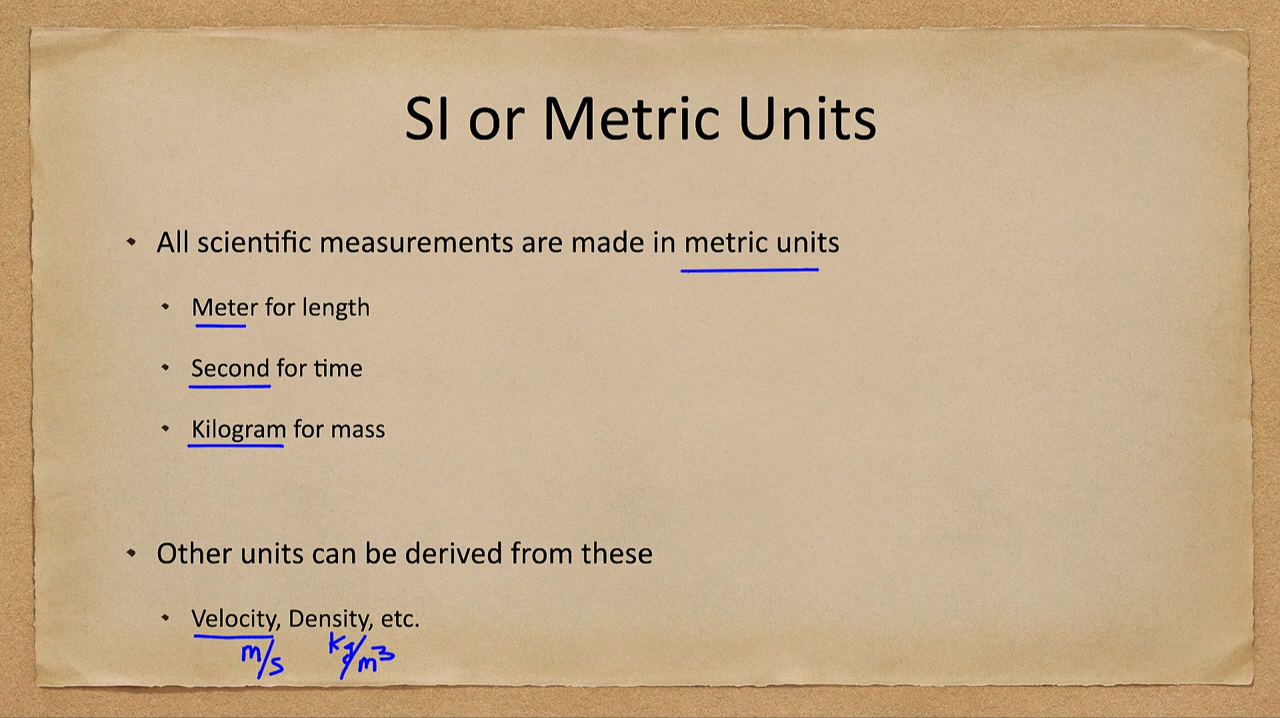 SI or Metric Units
• All scientific measurements are made in metric units
• Meter for length
• Second for time
• Kilogram for mass
• Other units can be derived from these
• Velocity, Density, etc.
m/s kg/m³